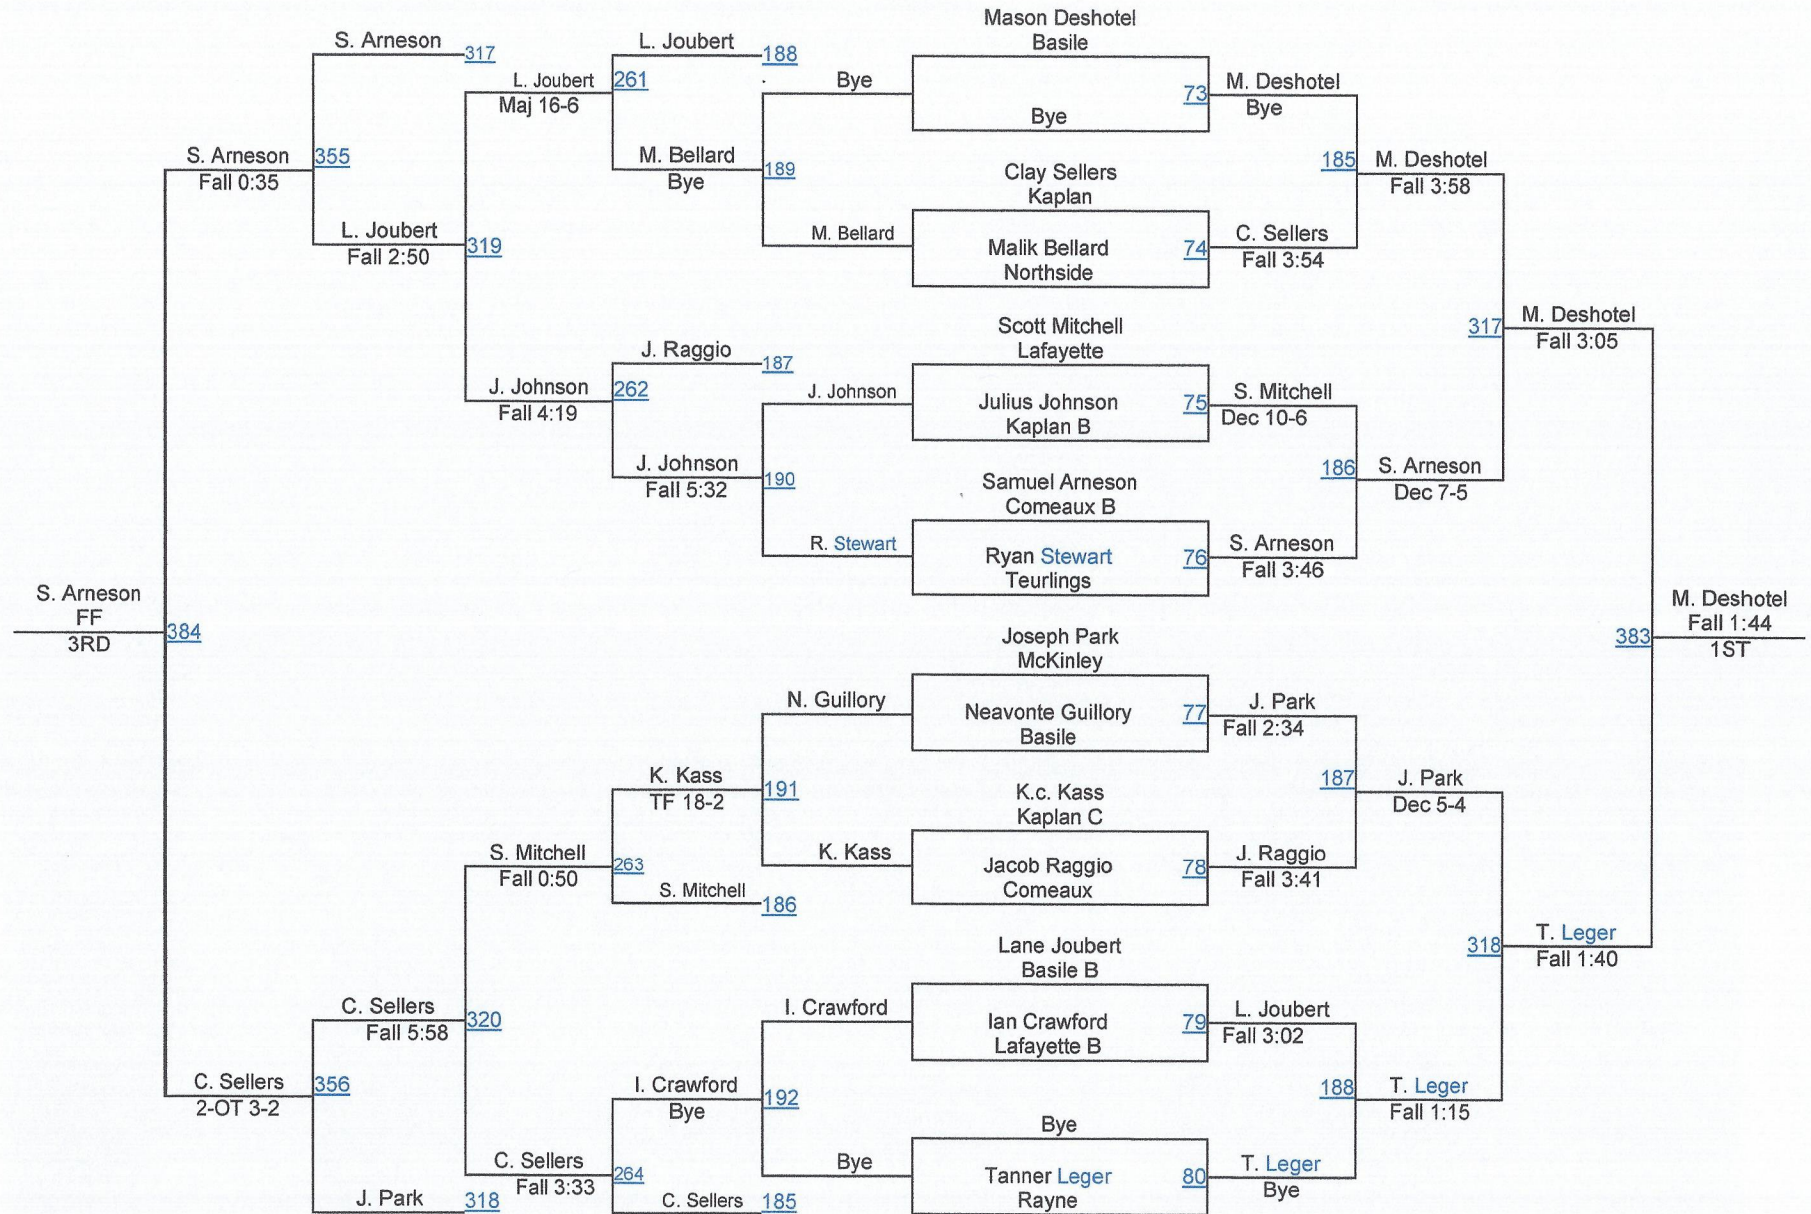 Mason Deshotel
Basile
S. Arneson
317
L. Joubert
188
L. Joubert
261
Maj 16-6
Bye
73
M. Deshotel
Bye
Bye
S. Arneson
355
Fall 0:35
M. Bellard
189
Bye
185
M. Deshotel
Fall 3:58
Clay Sellers
Kaplan
L. Joubert
319
Fall 2:50
M. Bellard
Malik Bellard
Northside
74
C. Sellers
Fall 3:54
Scott Mitchell
Lafayette
317
M. Deshotel
Fall 3:05
J. Raggio
187
J. Johnson
262
Fall 4:19
J. Johnson
Julius Johnson
Kaplan B
75
S. Mitchell
Dec 10-6
J. Johnson
190
Fall 5:32
186
S. Arneson
Dec 7-5
Samuel Arneson
Comeaux B
R. Stewart
Ryan Stewart
Teurlings
76
S. Arneson
Fall 3:46
S. Arneson
FF
3RD
384
383
M. Deshotel
Fall 1:44
1ST
Joseph Park
McKinley
N. Guillory
Neavonte Guillory
Basile
77
J. Park
Fall 2:34
K. Kass
191
TF 18-2
187
J. Park
Dec 5-4
K.c. Kass
Kaplan C
S. Mitchell
263
Fall 0:50
K. Kass
Jacob Raggio
Comeaux
78
J. Raggio
Fall 3:41
S. Mitchell
186
Lane Joubert
Basile B
318
T. Leger
Fall 1:40
C. Sellers
320
Fall 5:58
I. Crawford
Ian Crawford
Lafayette B
79
L. Joubert
Fall 3:02
C. Sellers
356
2-OT 3-2
I. Crawford
192
Bye
188
T. Leger
Fall 1:15
Bye
C. Sellers
264
Fall 3:33
Bye
Tanner Leger
Rayne
80
T. Leger
Bye
J. Park
318
C. Sellers
185